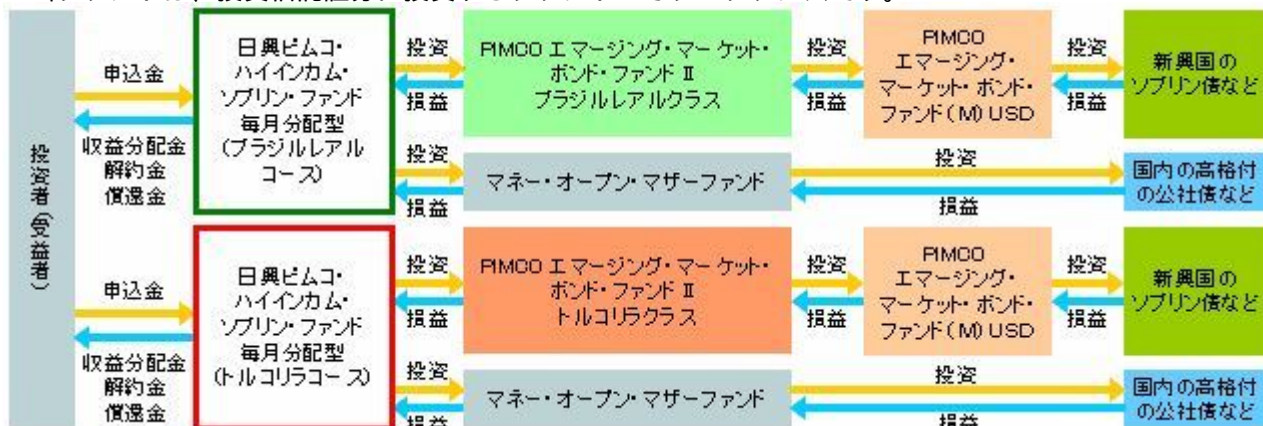 投資者(受益者)
申込金
収益分配金
解約金
償還金
日興ピムコ・
ハイインカム・
ソブリン・ファンド
毎月分配型
(ブラジルレアル
コース)
投資
損益
PIMCO エマージング・マーケット・
ボンド・ファンド Ⅱ
ブラジルレアルクラス
投資
損益
PIMCO
エマージング・
マーケット・ボンド・
ファンド(M) USD
投資
損益
新興国の
ソブリン債など
投資
損益
マネー・オープン・マザーファンド
投資
損益
国内の高格付
の公社債など
申込金
収益分配金
解約金
償還金
日興ピムコ・
ハイインカム・
ソブリン・ファンド
毎月分配型
(トルコリラコース)
投資
損益
PIMCO エマージング・マーケット・
ボンド・ファンド Ⅱ
トルコリラクラス
投資
損益
PIMCO
エマージング・
マーケット・ボンド・
ファンド(M) USD
投資
損益
新興国の
ソブリン債など
投資
損益
マネー・オープン・マザーファンド
投資
損益
国内の高格付
の公社債など